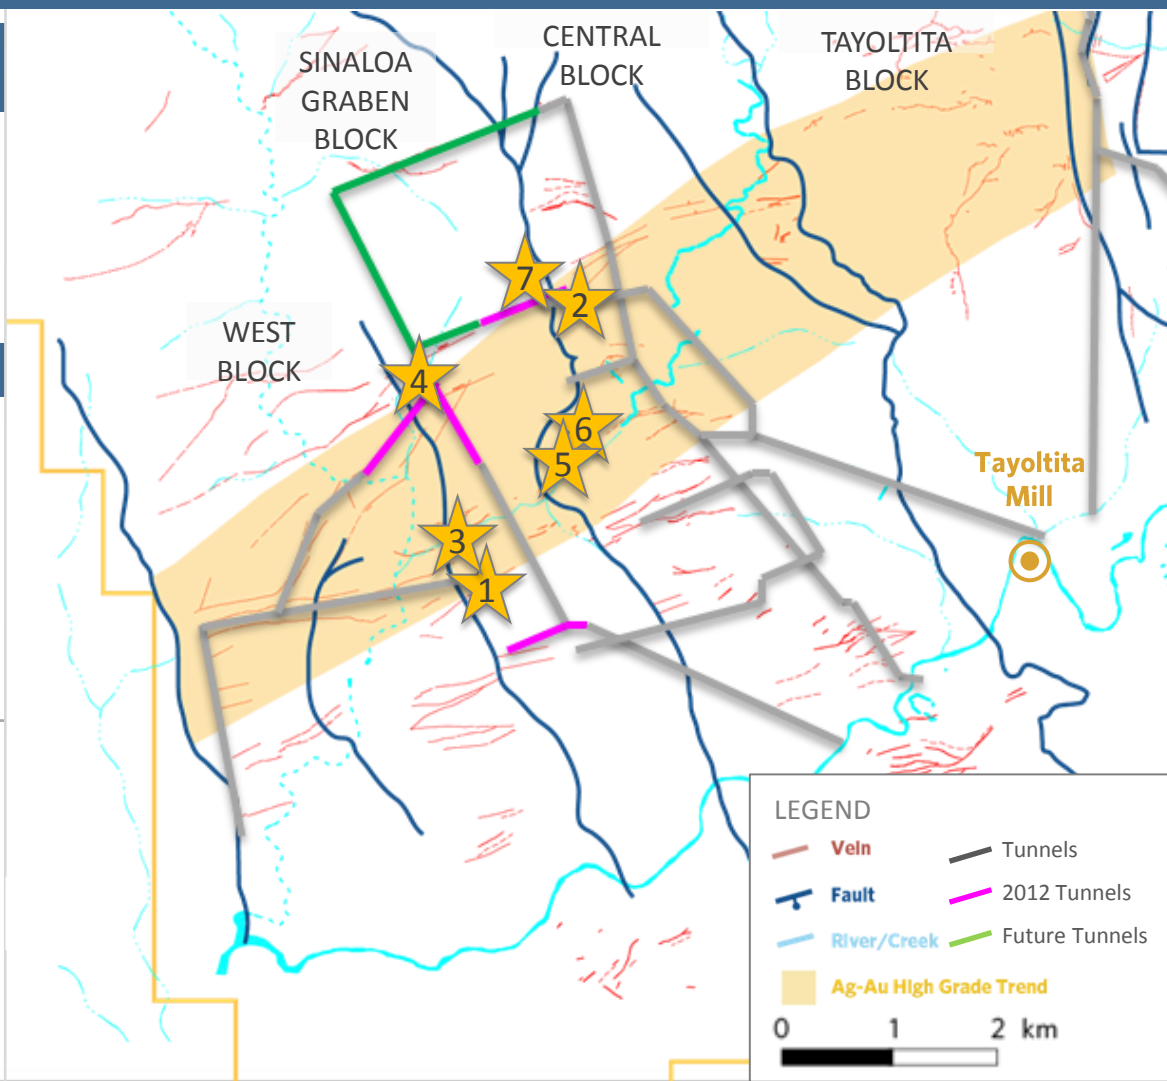 SINALOA
GRABEN
BLOCK
CENTRAL
BLOCK
TAYOLTITA
BLOCK
WEST
BLOCK
7
2
4
6
5
3
1
Tayoltita
Mill
LEGEND
Vein
Tunnels
Fault
2012 Tunnels
River/Creek
Future Tunnels
Ag-Au High Grade Trend
0 1 2 km